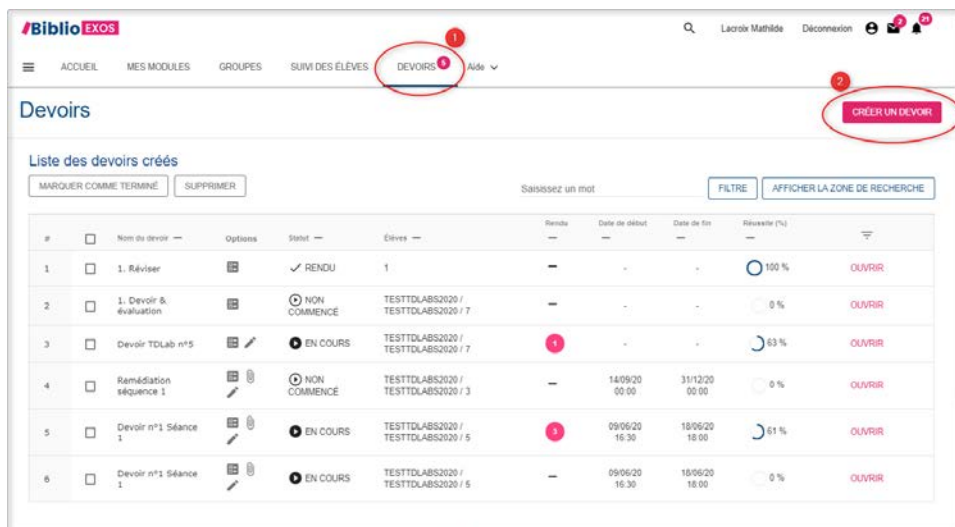 /Biblio EXOS
Lacroix Mathilde Déconnexion 2 21
1
ACCUEIL MES MODULES GROUPES SUIVI DES ÉLÈVES DEVOIRS 5 Aide
2
Devoirs CRÉER UN DEVOIR
Liste des devoirs créés
MARQUER COMME TERMINÉ SUPPRIMER Saisissez un mot FILTRE AFFICHER LA ZONE DE RECHERCHE
# Nom du devoir — Options Statut — Élèves — Rendu — Date de début — Date de fin — Réussite (%) —
1 1. Réviser RENDU 1 – - - 100 % OUVRIR
2 1. Devoir & évaluation NON COMMENCÉ TESTTDLABS2020 / TESTTDLABS2020 / 7 – - - 0 % OUVRIR
3 Devoir TDLab n°5 EN COURS TESTTDLABS2020 / TESTTDLABS2020 / 7 1 - - 63 % OUVRIR
4 Remédiation séquence 1 NON COMMENCÉ TESTTDLABS2020 / TESTTDLABS2020 / 3 – 14/09/20 00:00 31/12/20 00:00 0 % OUVRIR
5 Devoir n°1 Séance 1 EN COURS TESTTDLABS2020 / TESTTDLABS2020 / 5 3 09/06/20 16:30 18/06/20 18:00 61 % OUVRIR
6 Devoir n°1 Séance 1 EN COURS TESTTDLABS2020 / TESTTDLABS2020 / 5 – 09/06/20 16:30 18/06/20 18:00 0 % OUVRIR